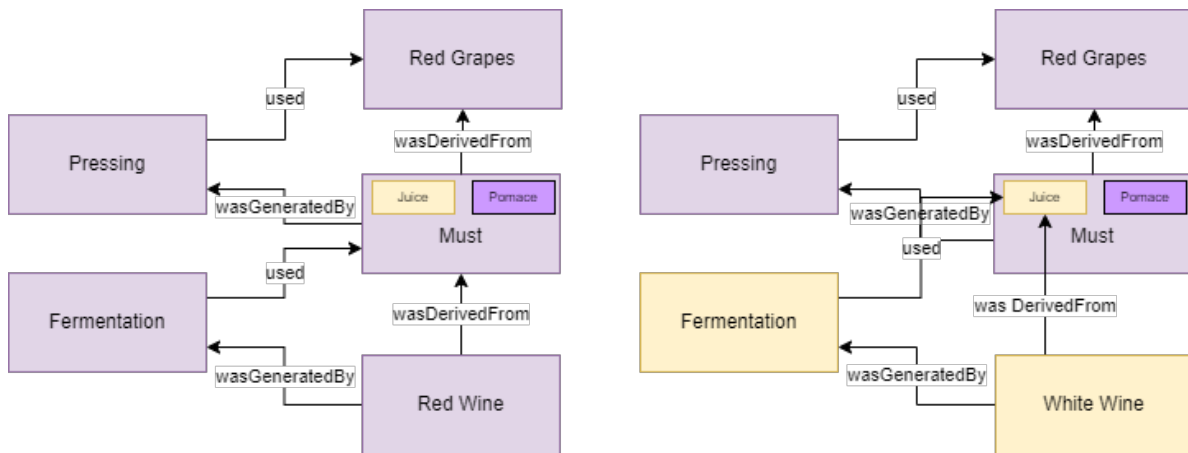 Red Grapes
used
wasDerivedFrom
Pressing
Juice
Pomace
wasGeneratedBy
Must
used
Fermentation
wasDerivedFrom
wasGeneratedBy
Red Wine
Red Grapes
used
wasDerivedFrom
Pressing
Juice
Pomace
wasGeneratedBy
Must
used
Fermentation
was DerivedFrom
wasGeneratedBy
White Wine